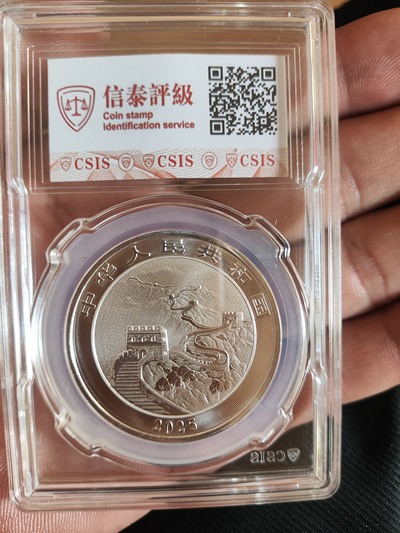 信泰評級
Coin stamp
identification service
CSIS CSIS CSIS
中华人民共和国
2025
CSIS